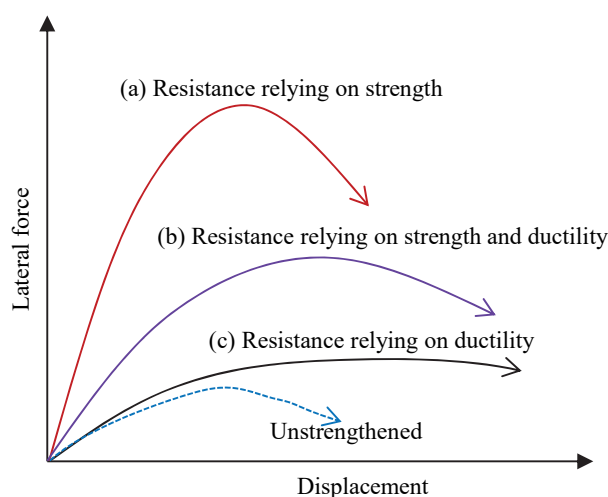 (a) Resistance relying on strength
(b) Resistance relying on strength and ductility
(c) Resistance relying on ductility
Unstrengthened
Lateral force
Displacement